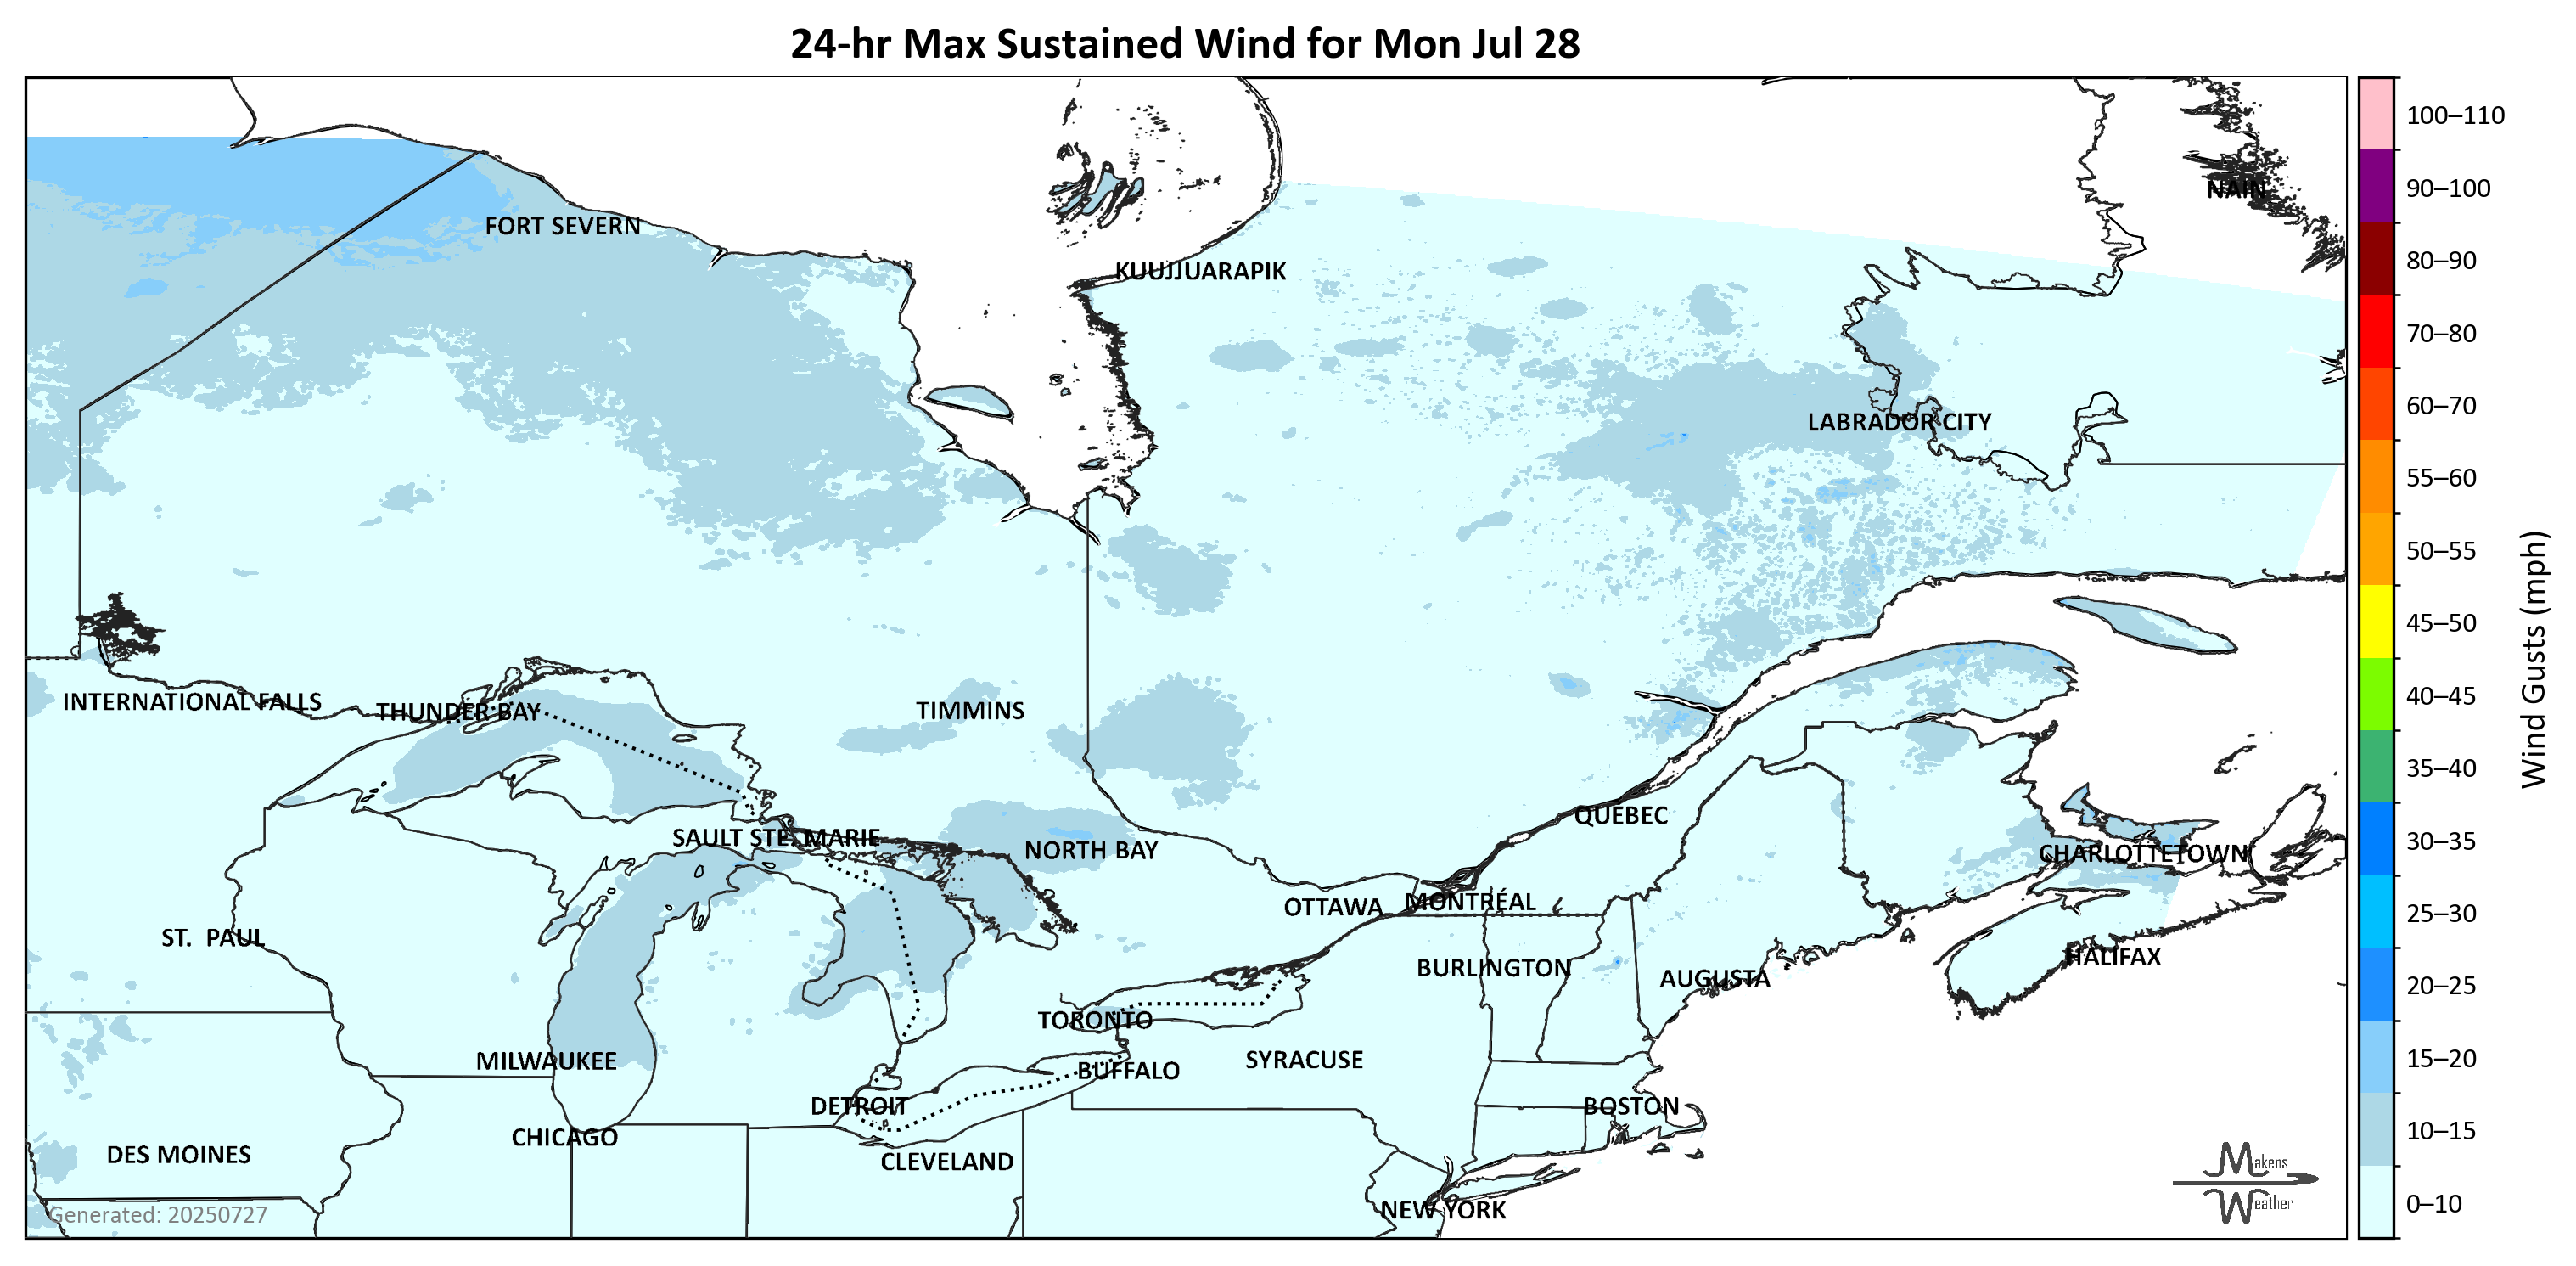 24-hr Max Sustained Wind for Mon Jul 28
100–110
90–100
80–90
70–80
60–70
55–60
50–55
45–50
40–45
35–40
30–35
25–30
20–25
15–20
10–15
0–10
Wind Gusts (mph)
NAIN
FORT SEVERN
KUUJJUARAPIK
LABRADOR CITY
INTERNATIONAL FALLS
THUNDER BAY
TIMMINS
QUEBEC
SAULT STE. MARIE
NORTH BAY
CHARLOTTETOWN
OTTAWA
MONTRÉAL
ST. PAUL
HALIFAX
BURLINGTON
AUGUSTA
TORONTO
MILWAUKEE
SYRACUSE
BUFFALO
DETROIT
BOSTON
CHICAGO
DES MOINES
CLEVELAND
NEW YORK
Generated: 20250727
Makens
Weather